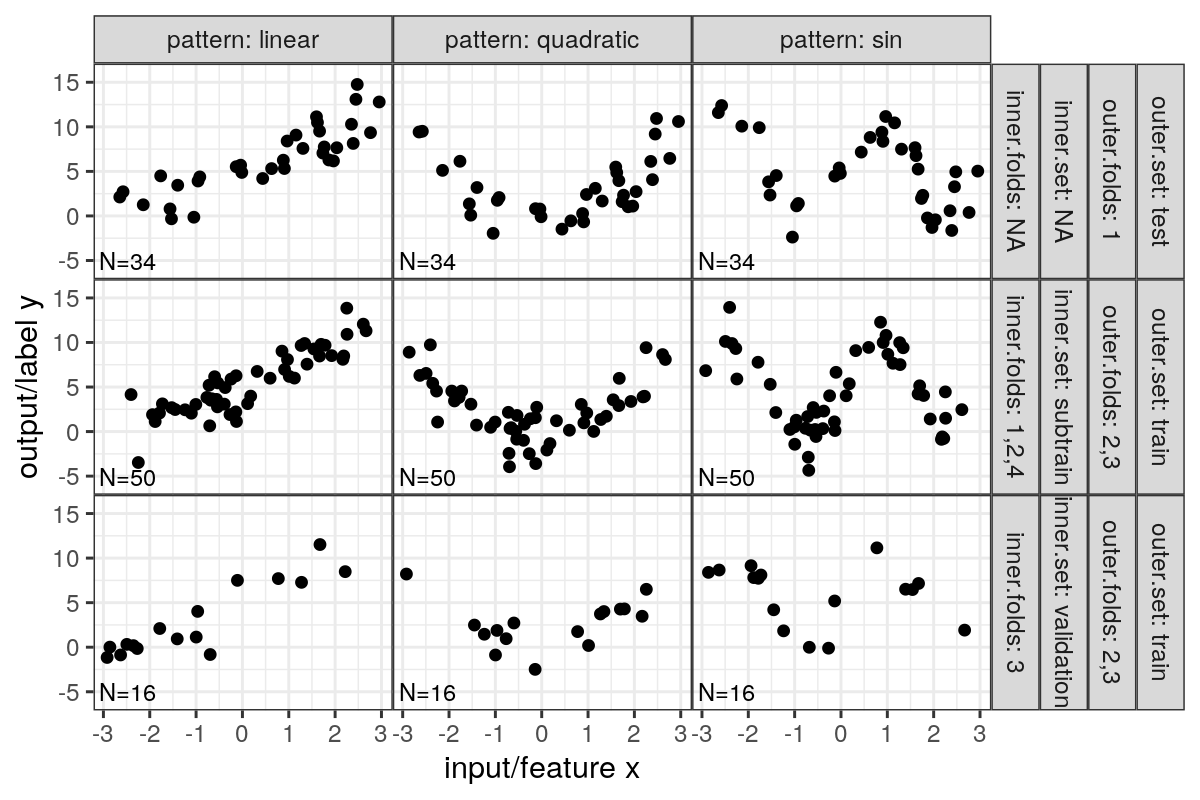 pattern: linear
pattern: quadratic
pattern: sin
15
10
5
0
-5
N=34
N=34
N=34
inner.folds: NA
inner.set: NA
outer.folds: 1
outer.set: test
15
10
5
0
-5
N=50
N=50
N=50
inner.folds: 1,2,4
inner.set: subtrain
outer.folds: 2,3
outer.set: train
15
10
5
0
-5
N=16
N=16
N=16
inner.folds: 3
inner.set: validation
outer.folds: 2,3
outer.set: train
-3 -2 -1 0 1 2 3
-3 -2 -1 0 1 2 3
-3 -2 -1 0 1 2 3
input/feature x
output/label y